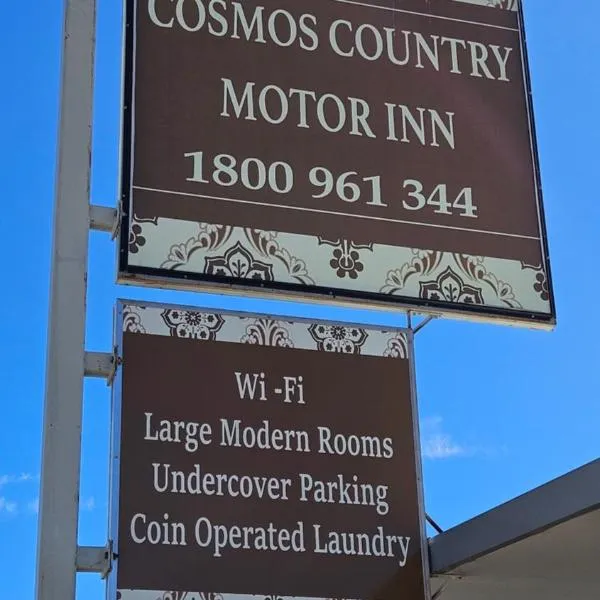 COSMOS COUNTRY
MOTOR INN
1800 961 344
Wi -Fi
Large Modern Rooms
Undercover Parking
Coin Operated Laundry